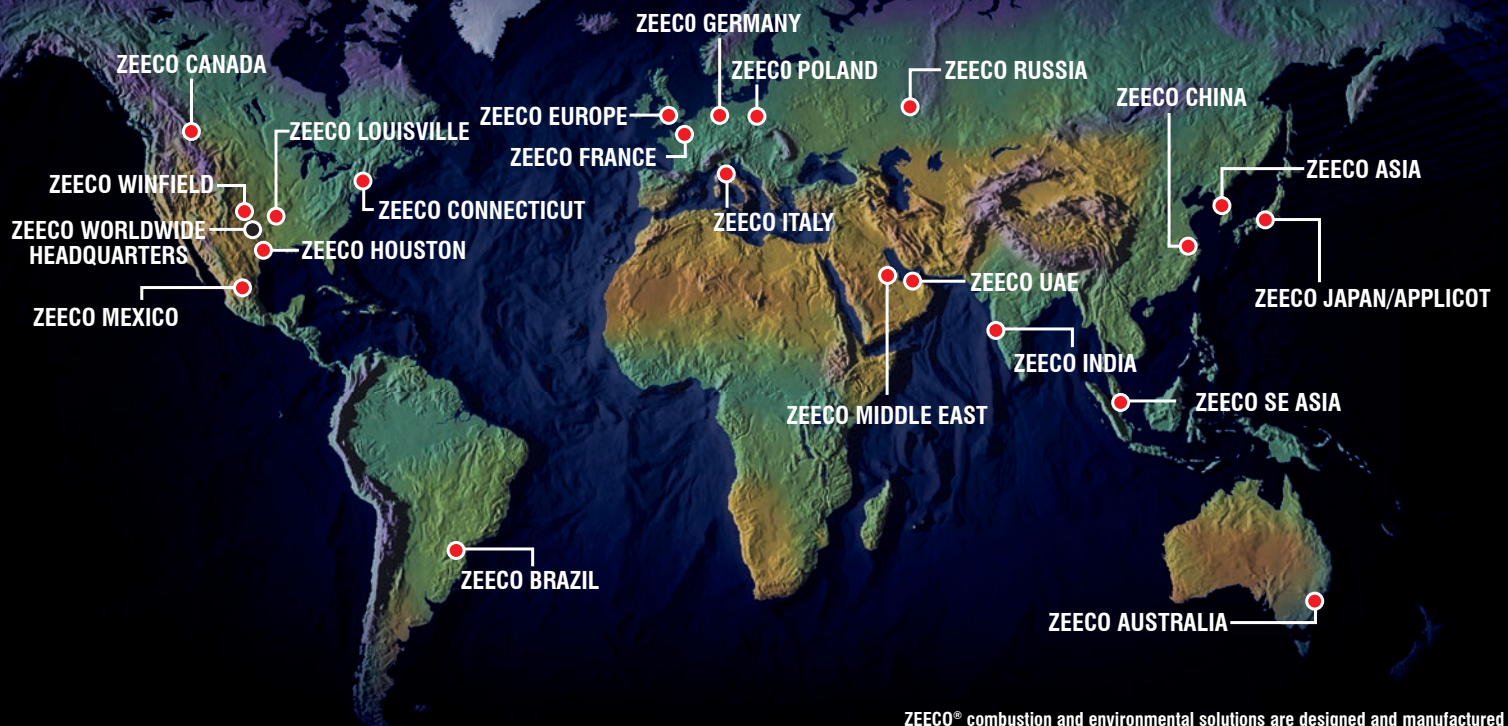 ZEECO GERMANY
ZEECO CANADA
ZEECO POLAND
ZEECO RUSSIA
ZEECO CHINA
ZEECO EUROPE
ZEECO LOUISVILLE
ZEECO FRANCE
ZEECO ASIA
ZEECO WINFIELD
ZEECO CONNECTICUT
ZEECO ITALY
ZEECO WORLDWIDE
HEADQUARTERS
ZEECO HOUSTON
ZEECO UAE
ZEECO JAPAN/APPLICOT
ZEECO MEXICO
ZEECO INDIA
ZEECO SE ASIA
ZEECO MIDDLE EAST
ZEECO BRAZIL
ZEECO AUSTRALIA
ZEECO® combustion and environmental solutions are designed and manufactured